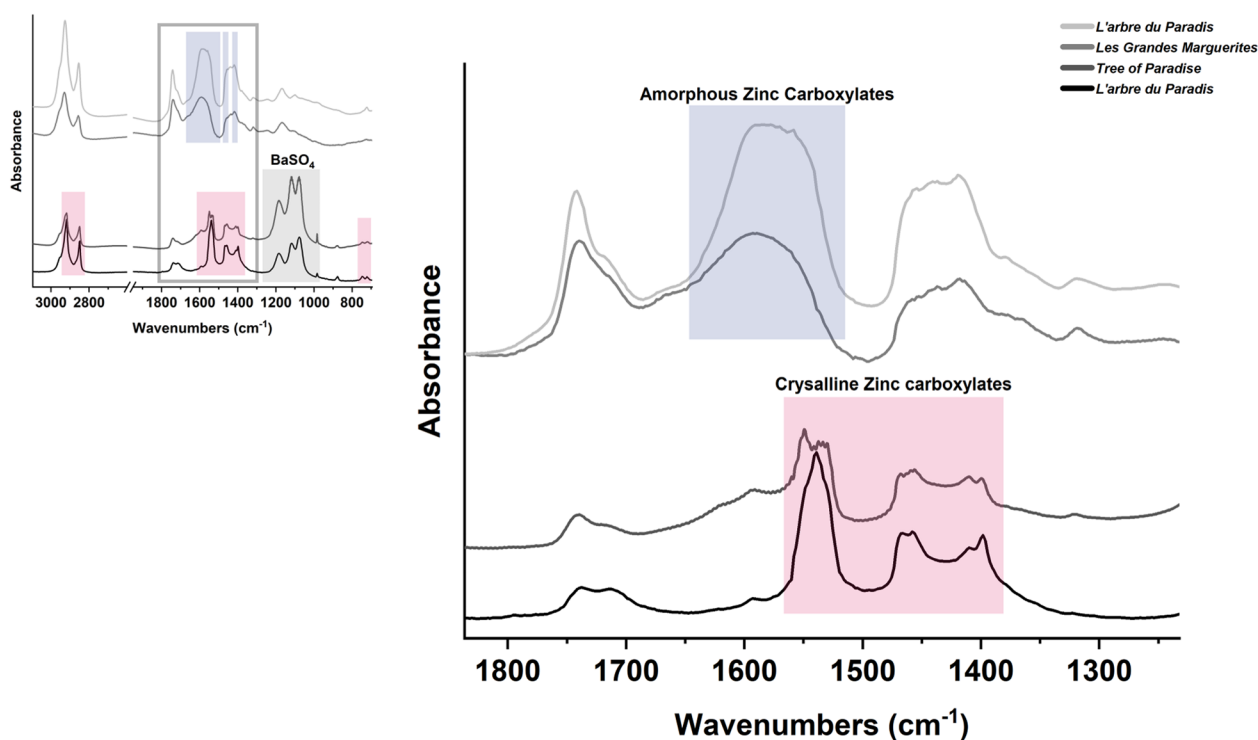 L'arbre du Paradis
Les Grandes Marguerites
Tree of Paradise
L'arbre du Paradis
Absorbance
BaSO₄
3000 2800 1800 1600 1400 1200 1000 800
Wavenumbers (cm⁻¹)
Absorbance
Amorphous Zinc Carboxylates
Crysalline Zinc carboxylates
1800 1700 1600 1500 1400 1300
Wavenumbers (cm⁻¹)